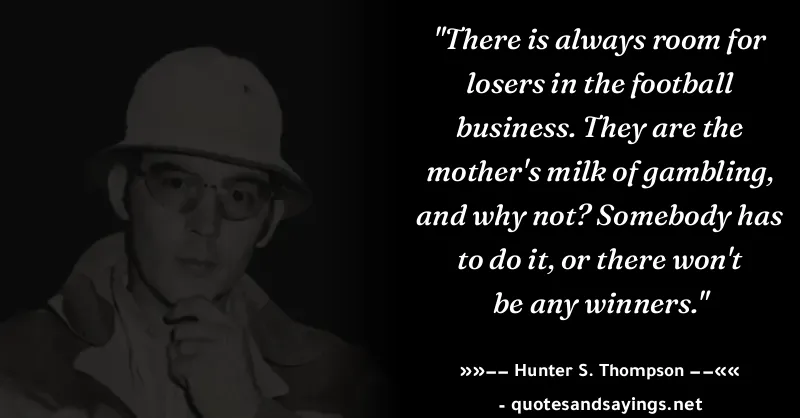 "There is always room for
losers in the football
business. They are the
mother's milk of gambling,
and why not? Somebody has
to do it, or there won't
be any winners."
»»−− Hunter S. Thompson −−««
- quotesandsayings.net